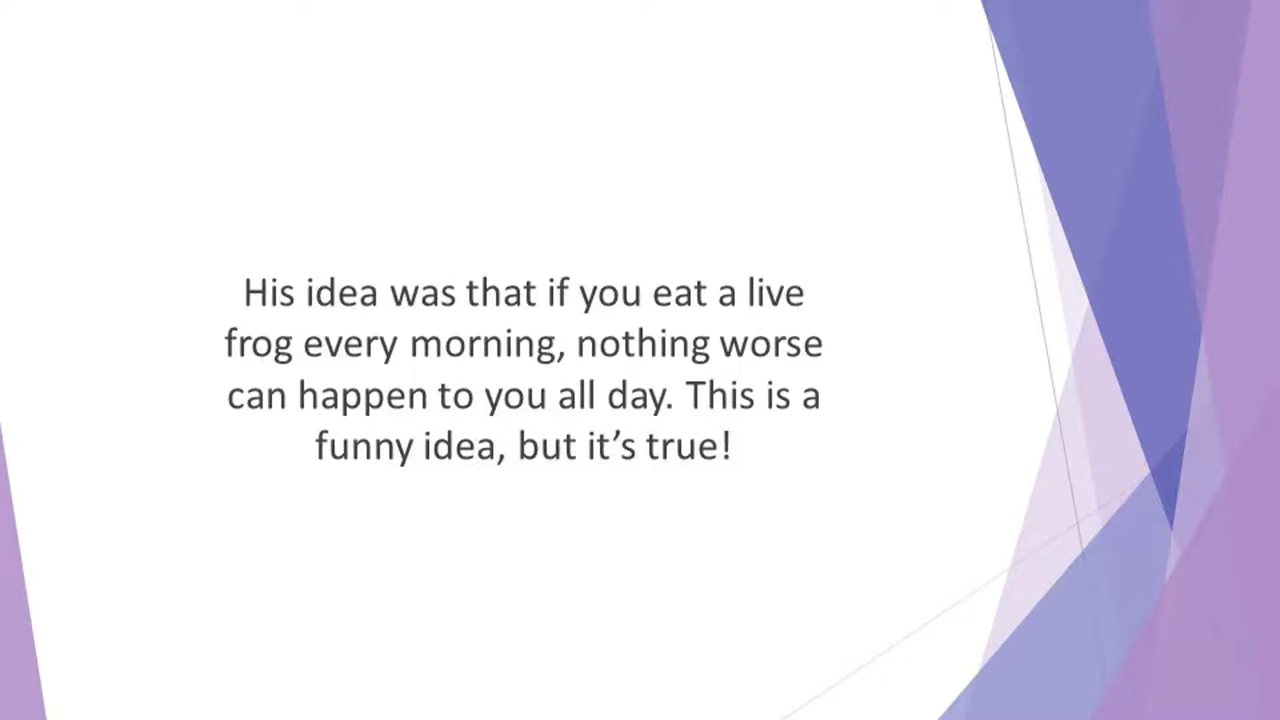 His idea was that if you eat a live
frog every morning, nothing worse
can happen to you all day. This is a
funny idea, but it’s true!